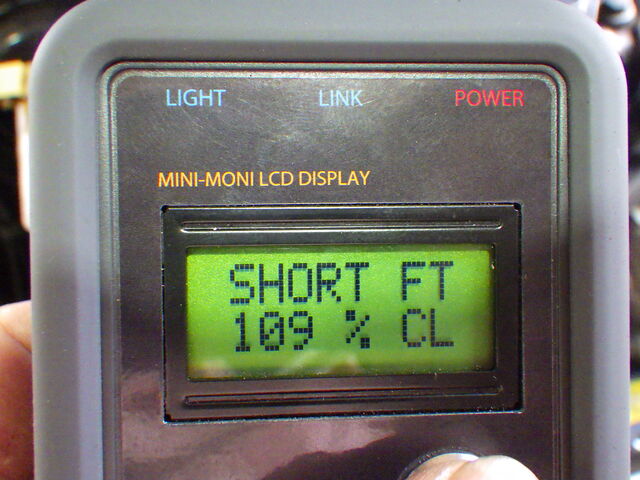 LIGHT LINK POWER
MINI-MONI LCD DISPLAY
SHORT FT
109 % CL